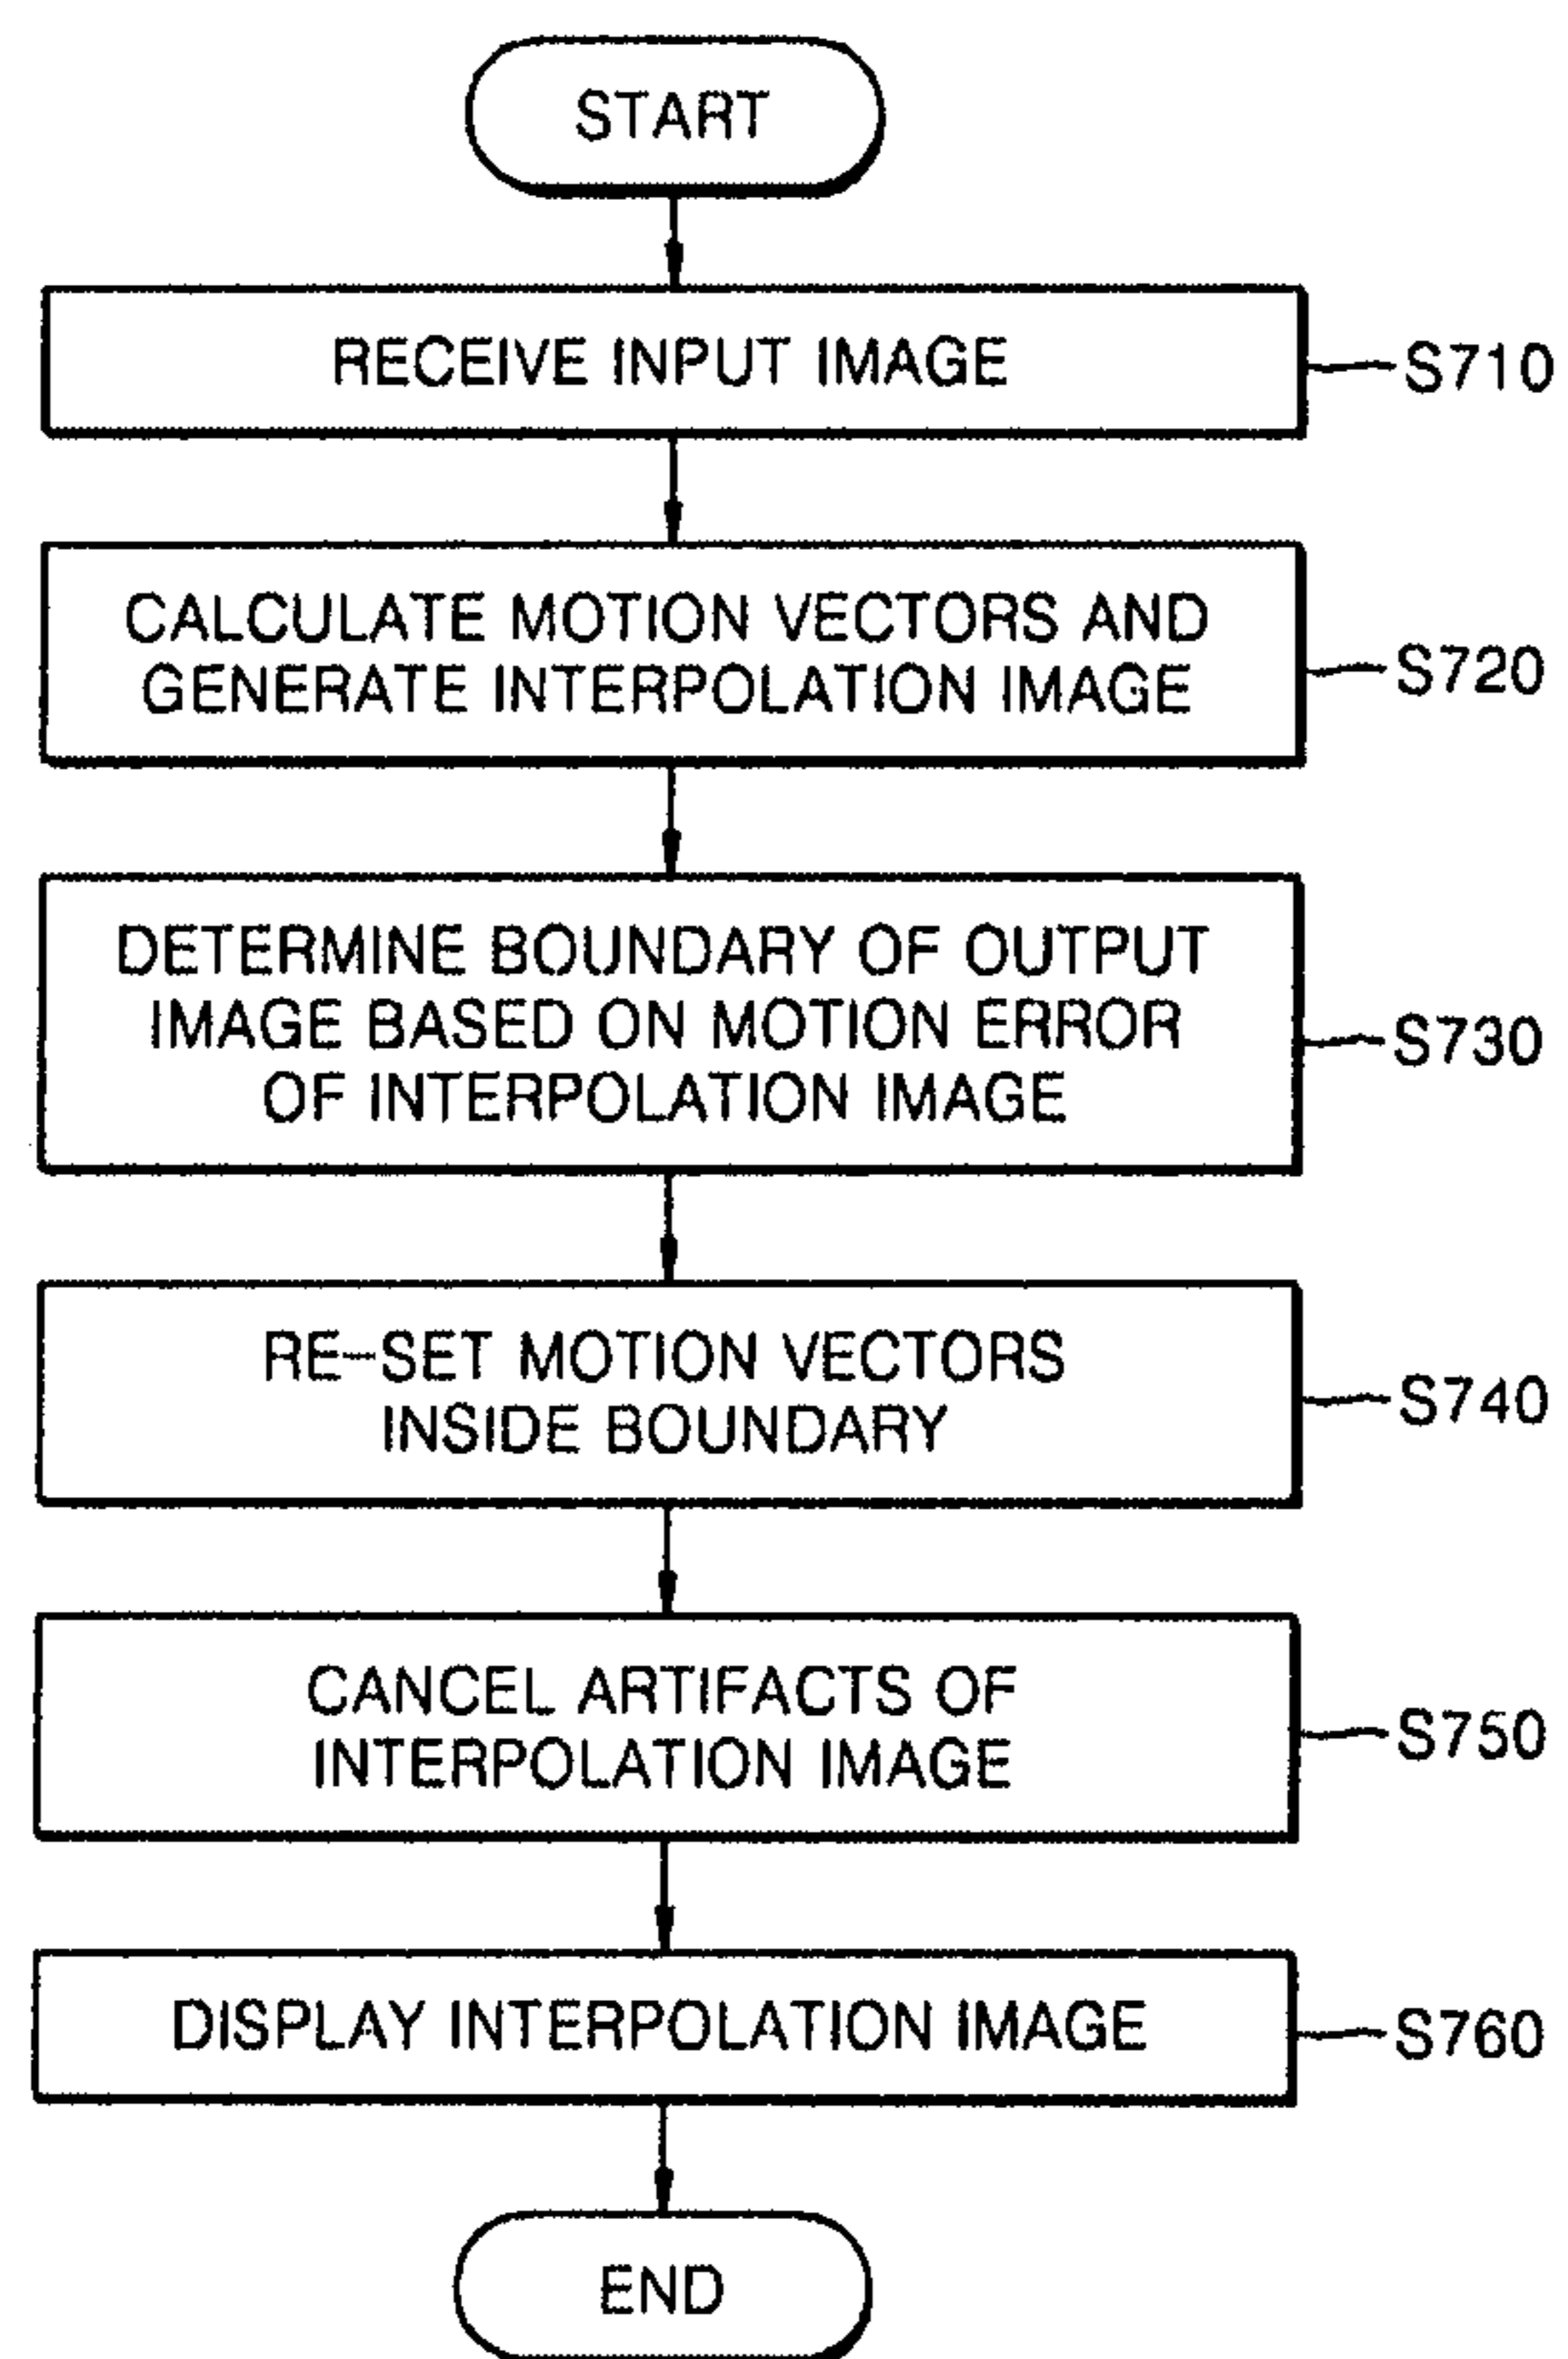 START
RECEIVE INPUT IMAGE
S710
CALCULATE MOTION VECTORS AND
GENERATE INTERPOLATION IMAGE
S720
DETERMINE BOUNDARY OF OUTPUT
IMAGE BASED ON MOTION ERROR
OF INTERPOLATION IMAGE
S730
RE-SET MOTION VECTORS
INSIDE BOUNDARY
S740
CANCEL ARTIFACTS OF
INTERPOLATION IMAGE
S750
DISPLAY INTERPOLATION IMAGE
S760
END